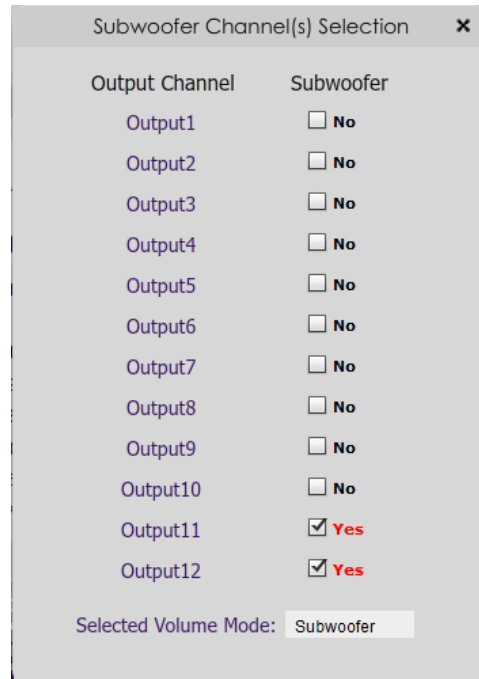 Subwoofer Channel(s) Selection ×
Output Channel Subwoofer
Output1 No
Output2 No
Output3 No
Output4 No
Output5 No
Output6 No
Output7 No
Output8 No
Output9 No
Output10 No
Output11 Yes
Output12 Yes
Selected Volume Mode: Subwoofer